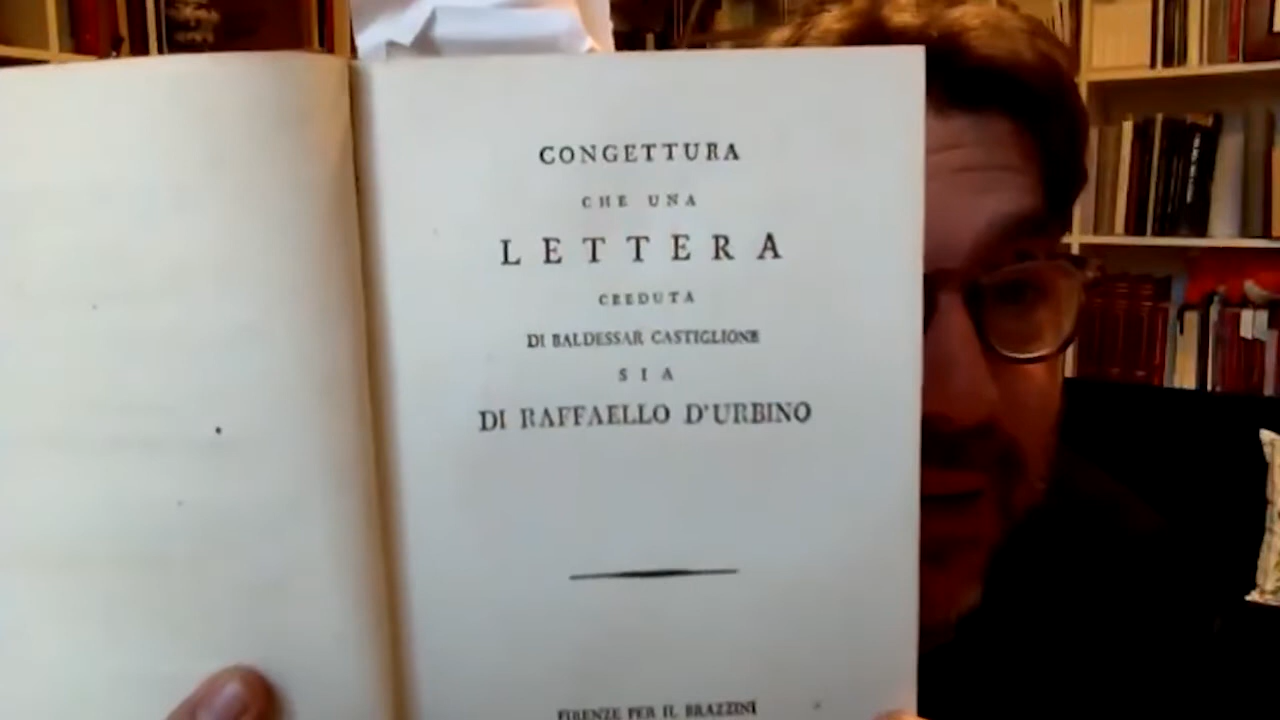 CONGETTURA
CHE UNA
LETTERA
CREDUTA
DI BALDESSAR CASTIGLIONE
SIA
DI RAFFAELLO D'URBINO
FIRENZE PER IL BRAZZINI